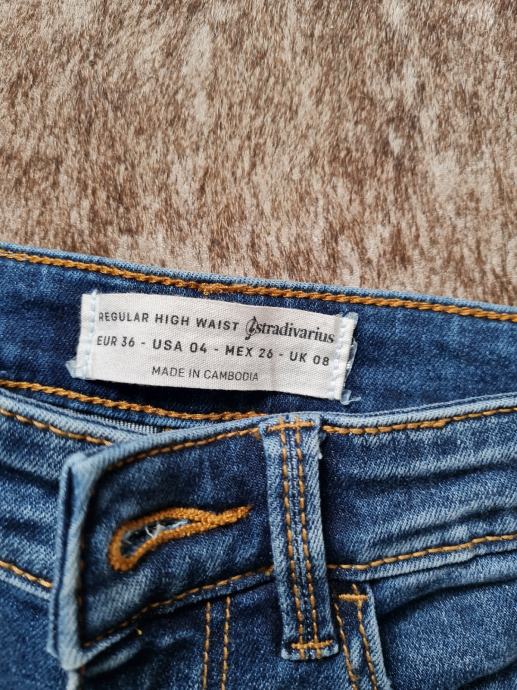 REGULAR HIGH WAIST stradivarius
EUR 36 - USA 04 - MEX 26 - UK 08
MADE IN CAMBODIA